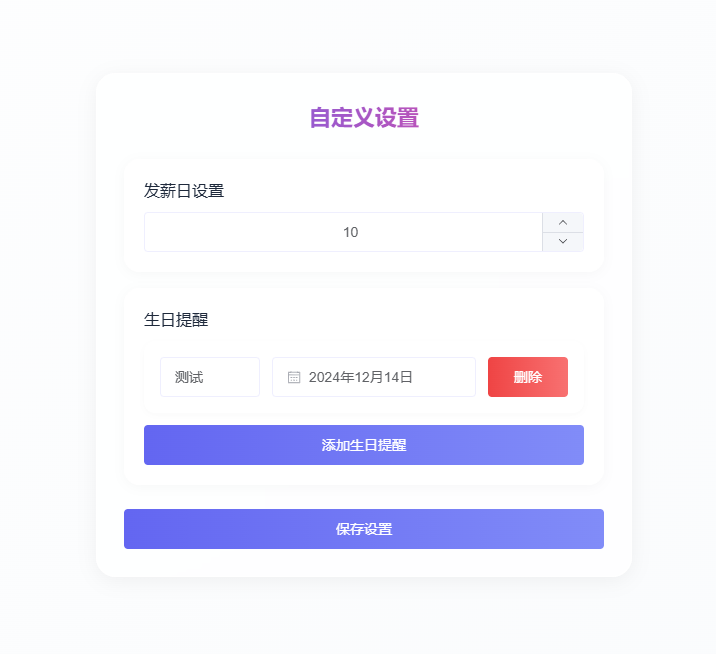 自定义设置
发薪日设置
10
生日提醒
测试
2024年12月14日
删除
添加生日提醒
保存设置